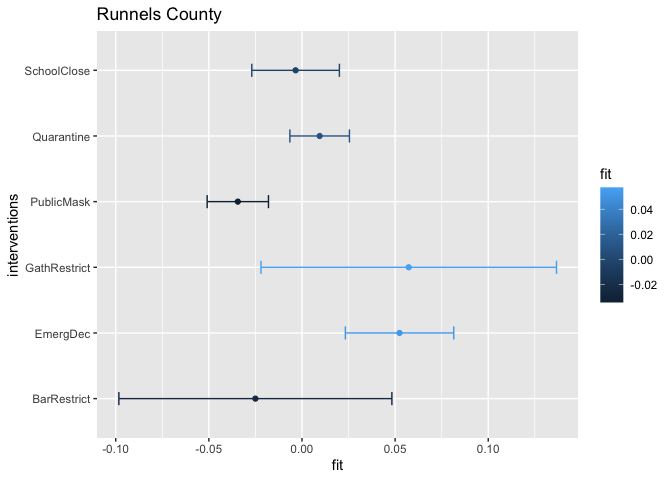 Runnels County
SchoolClose
Quarantine
PublicMask
GathRestrict
EmergDec
BarRestrict
interventions
-0.10
-0.05
0.00
0.05
0.10
fit
fit
0.04
0.02
0.00
-0.02